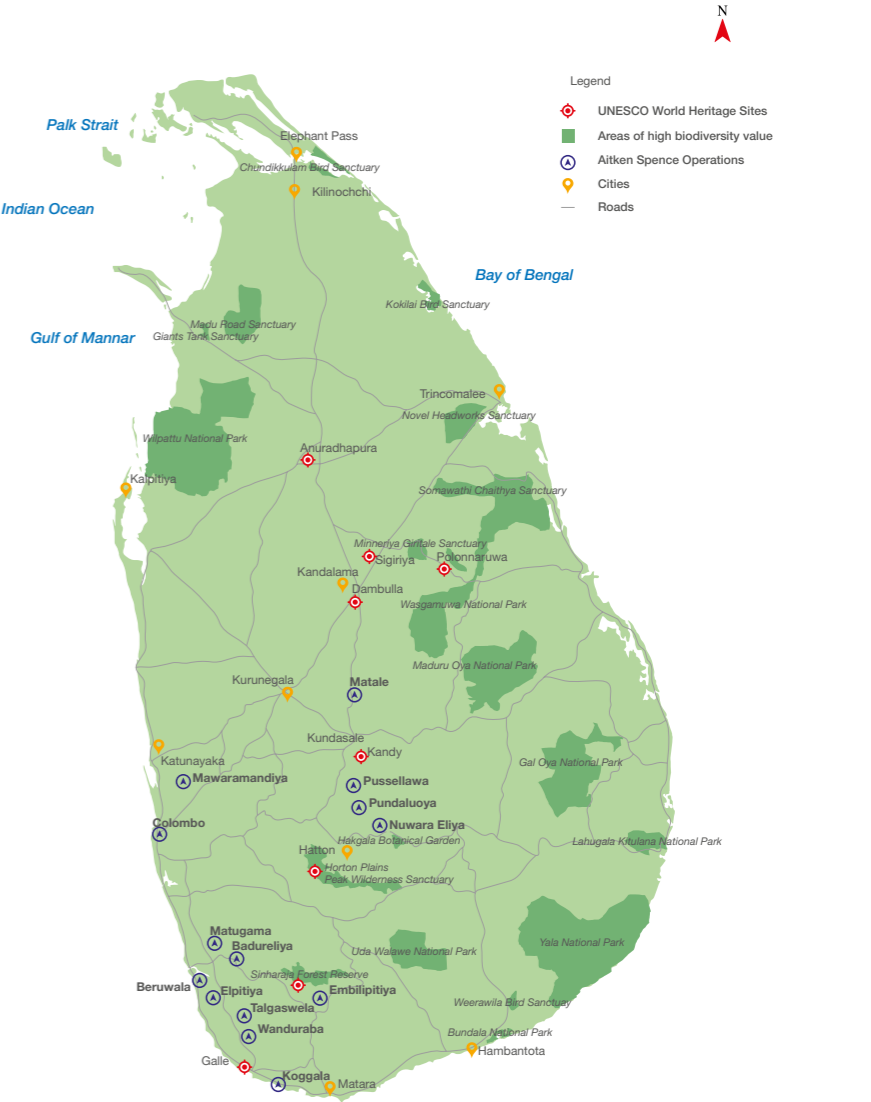 N
Legend
UNESCO World Heritage Sites
Areas of high biodiversity value
Aitken Spence Operations
Cities
Roads
Palk Strait
Elephant Pass
Chundikkulam Bird Sanctuary
Kilinochchi
Indian Ocean
Bay of Bengal
Kokilai Bird Sanctuary
Madu Road Sanctuary
Giants Tank Sanctuary
Gulf of Mannar
Trincomalee
Novel Headworks Sanctuary
Wilpattu National Park
Anuradhapura
Kalpitiya
Somawathi Chaithya Sanctuary
Minneriya Giritale Sanctuary
Sigiriya
Polonnaruwa
Kandalama
Dambulla
Wasgamuwa National Park
Maduru Oya National Park
Kurunegala
Matale
Kundasale
Kandy
Katunayaka
Gal Oya National Park
Mawaramandiya
Pussellawa
Pundaluoya
Colombo
Nuwara Eliya
Hakgala Botanical Garden
Lahugala Kitulana National Park
Hatton
Horton Plains
Peak Wilderness Sanctuary
Matugama
Badureliya
Yala National Park
Uda Walawe National Park
Sinharaja Forest Reserve
Beruwala
Elpitiya
Embilipitiya
Talgaswela
Weerawila Bird Sanctuay
Wanduraba
Bundala National Park
Hambantota
Galle
Koggala
Matara